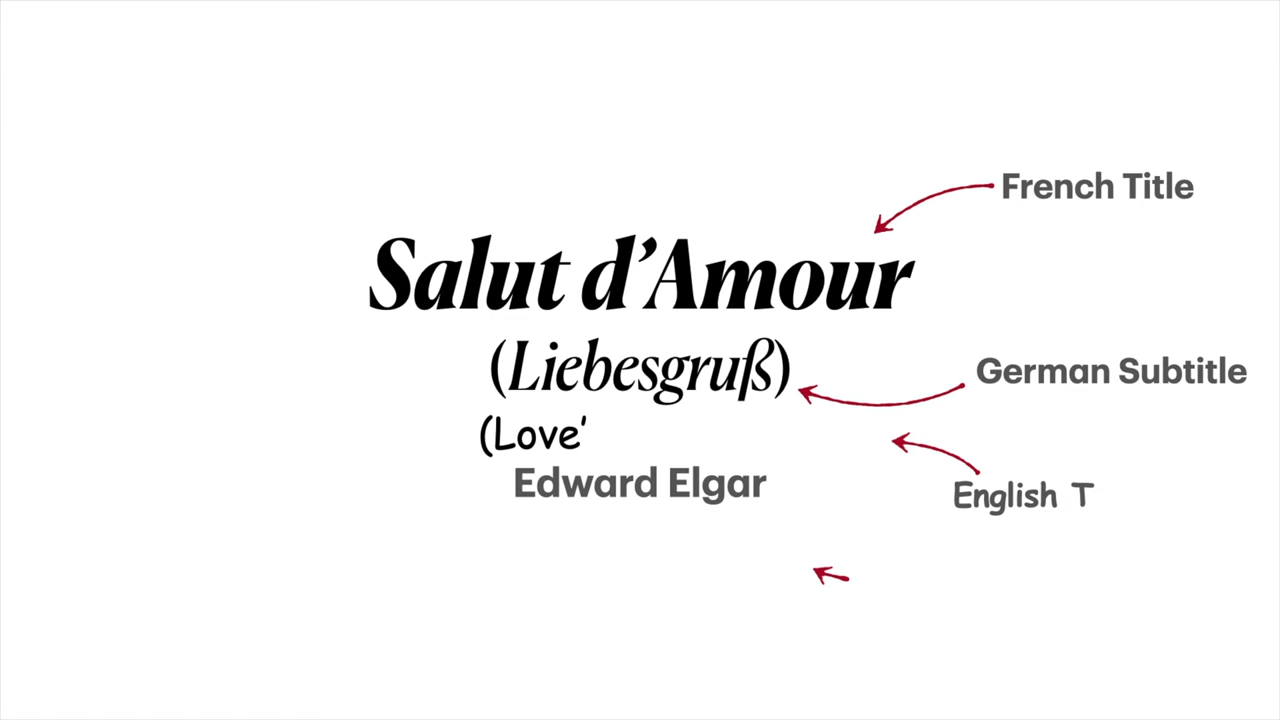 French Title
Salut d’Amour
(Liebesgruß)
German Subtitle
(Love’
Edward Elgar
English T